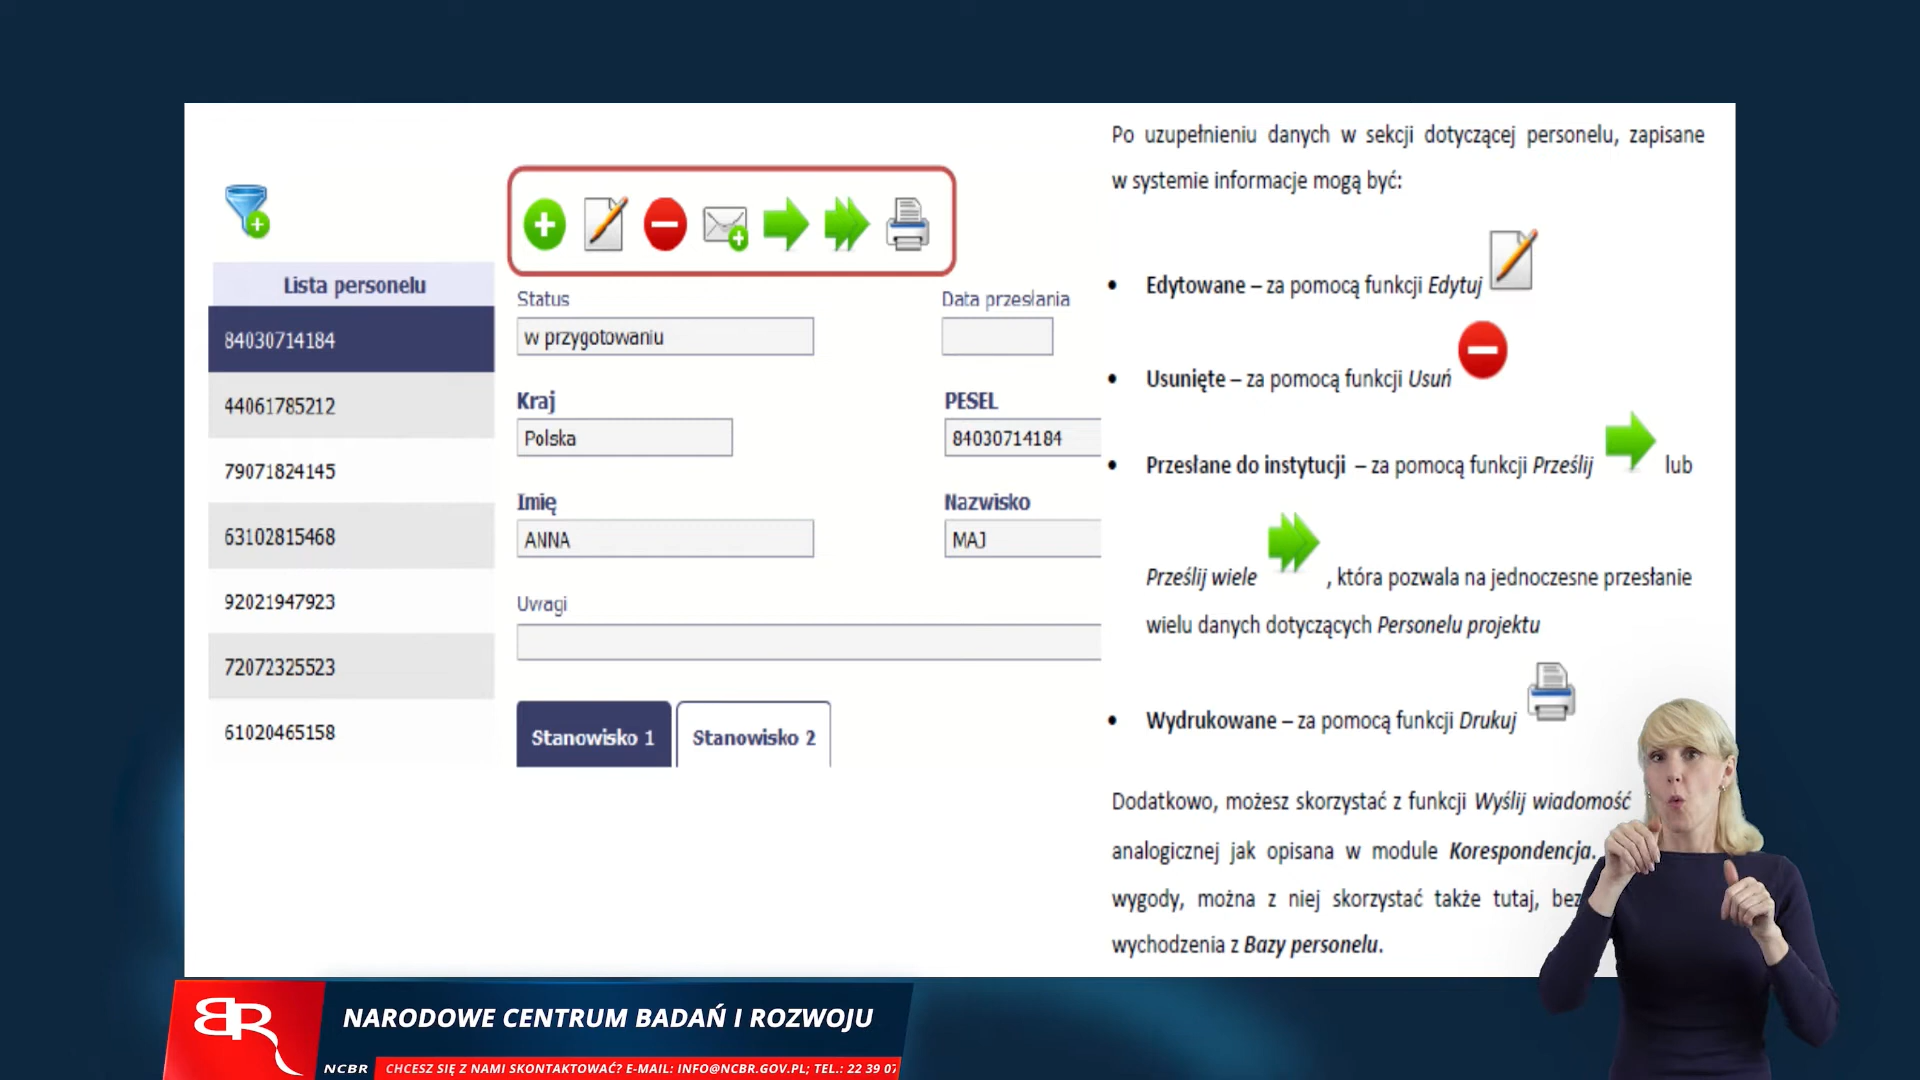 Lista personelu
84030714184
44061785212
79071824145
63102815468
92021947923
72072325523
61020465158
Status
Data przesłania
w przygotowaniu
Kraj
PESEL
Polska
84030714184
Imię
Nazwisko
ANNA
MAJ
Uwagi
Stanowisko 1
Stanowisko 2
Po uzupełnieniu danych w sekcji dotyczącej personelu, zapisane
w systemie informacje mogą być:
• Edytowane – za pomocą funkcji Edytuj
• Usunięte – za pomocą funkcji Usuń
• Przesłane do instytucji – za pomocą funkcji Prześlij lub
Prześlij wiele , która pozwala na jednoczesne przesłanie
wielu danych dotyczących Personelu projektu
• Wydrukowane – za pomocą funkcji Drukuj
Dodatkowo, możesz skorzystać z funkcji Wyślij wiadomość
analogicznej jak opisana w module Korespondencja.
wygody, można z niej skorzystać także tutaj, bez
wychodzenia z Bazy personelu.
NARODOWE CENTRUM BADAŃ I ROZWOJU
NCBR
CHCESZ SIĘ Z NAMI SKONTAKTOWAĆ? E-MAIL: INFO@NCBR.GOV.PL; TEL.: 22 39 07